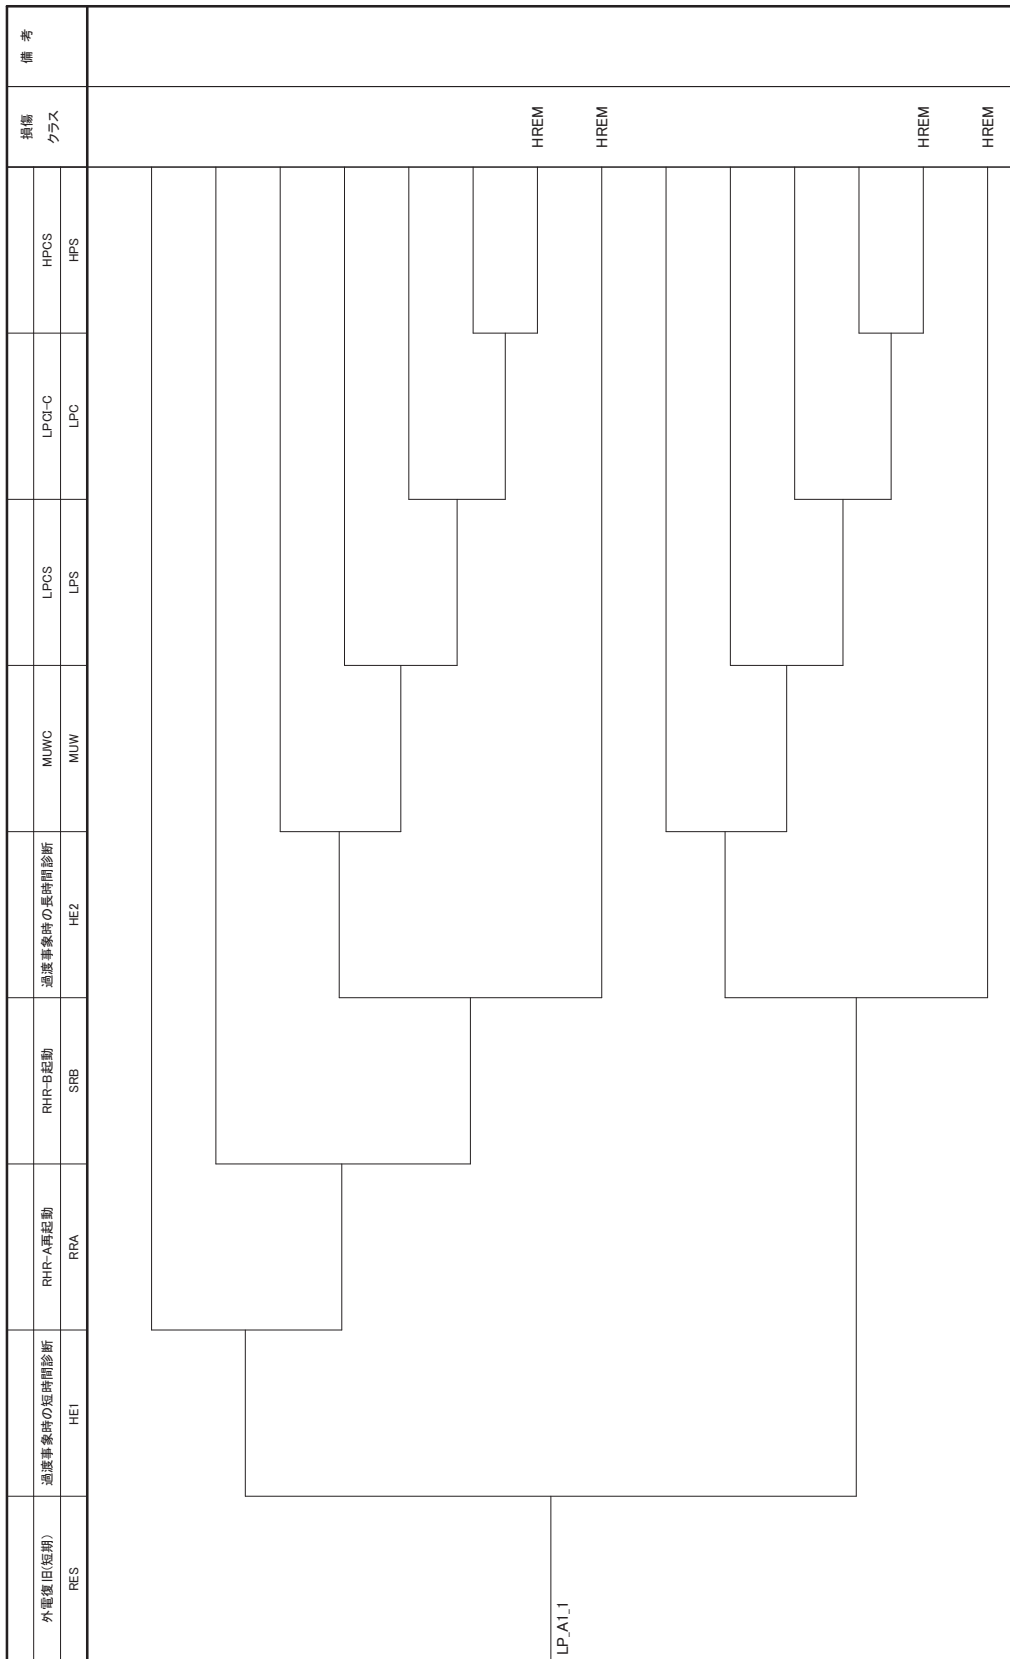 外電復旧(短期)
過渡事象時の短時間診断
RHR-A再起動
RHR-B起動
過渡事象時の長時間診断
MUWC
LPCS
LPCI-C
HPCS
損傷
クラス
備 考
RES
HE1
RRA
SRB
HE2
MUW
LPS
LPC
HPS
HREM
HREM
LP_A1_1
HREM
HREM